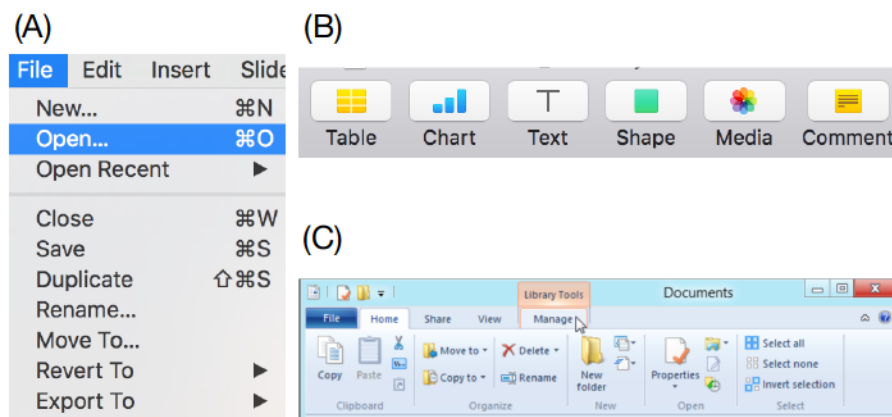 (A)
File Edit Insert Slide
New... ⌘N
Open... ⌘O
Open Recent ▶
Close ⌘W
Save ⌘S
Duplicate ⇧⌘S
Rename...
Move To...
Revert To ▶
Export To ▶
(B)
Table Chart Text Shape Media Comment
(C)
Library Tools Documents
File Home Share View Manage
Copy Paste Move to Copy to Delete Rename New folder Properties Select all
Select none
Invert selection
Clipboard Organize New Open Select